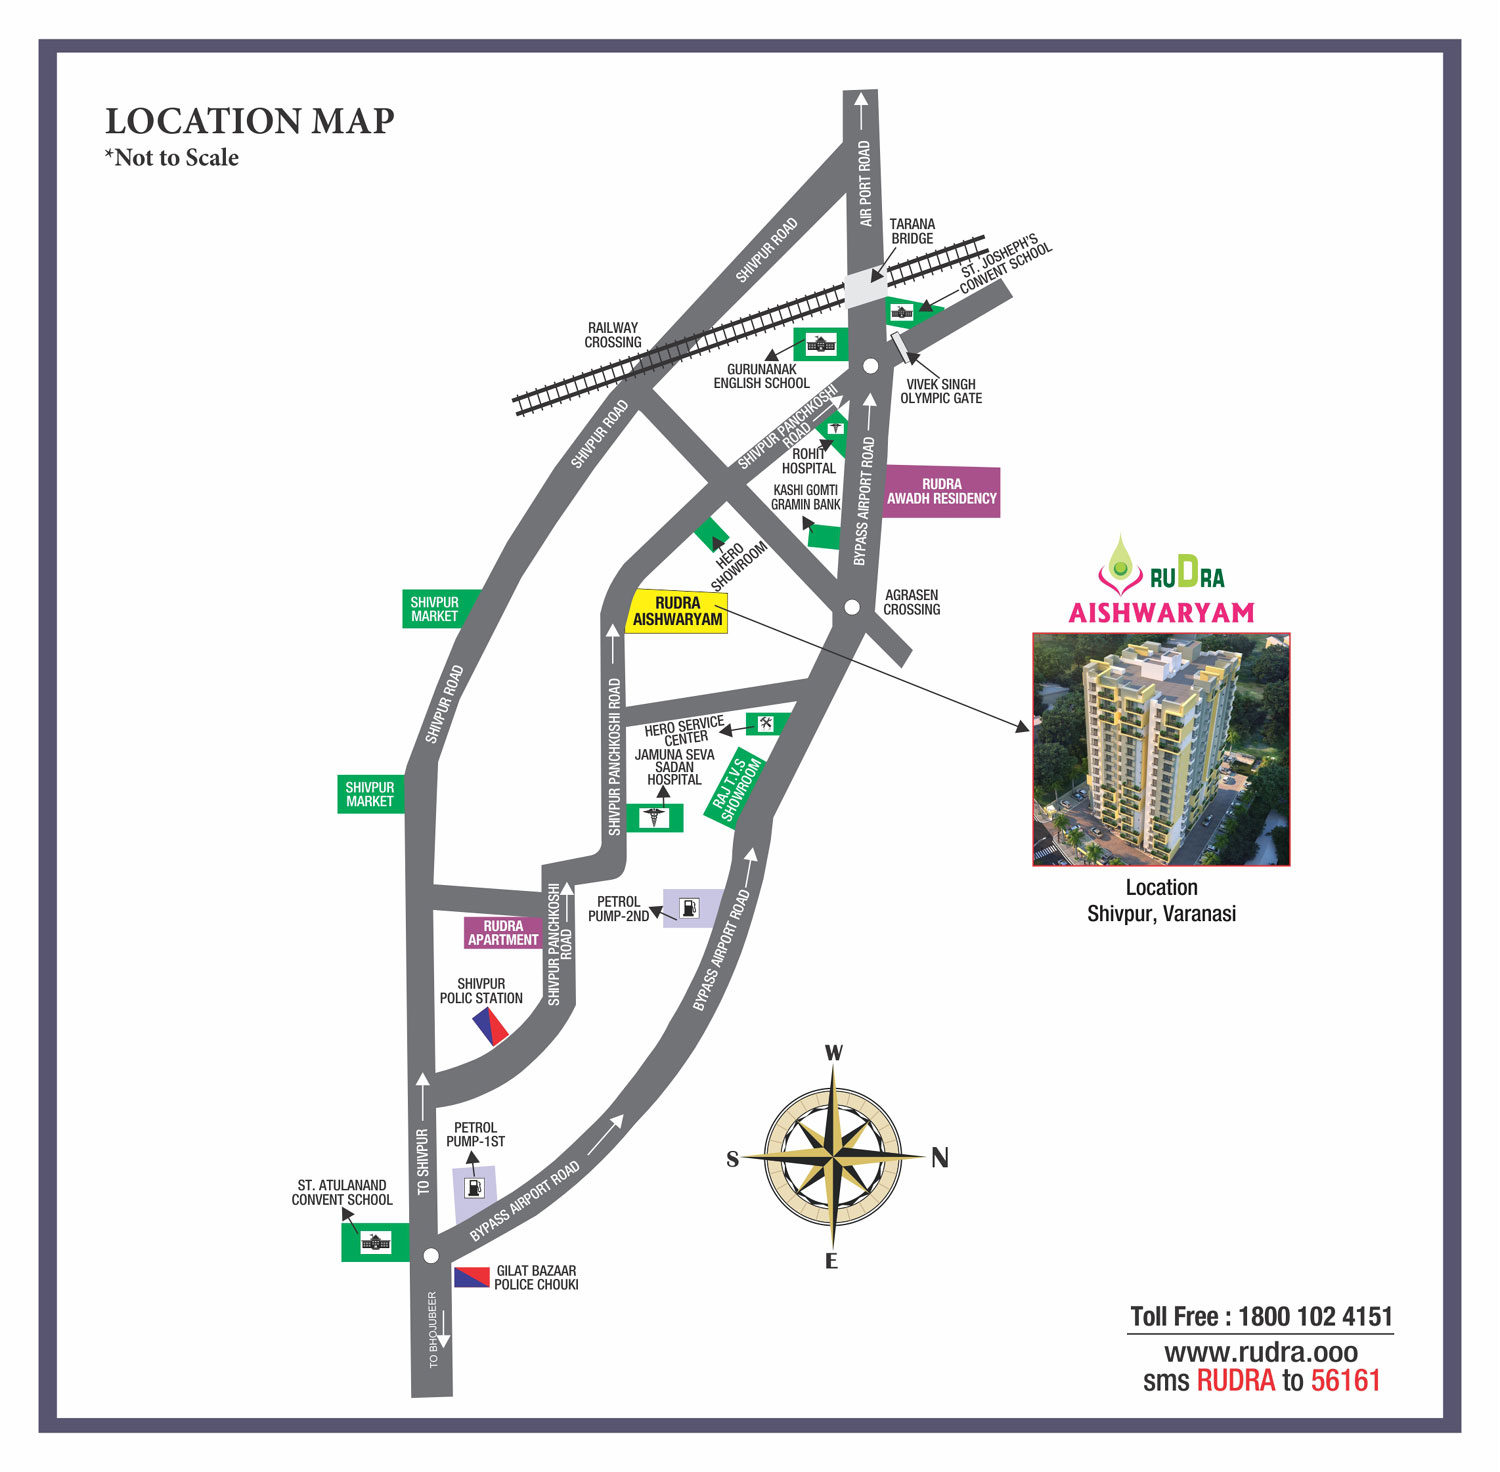 LOCATION MAP
*Not to Scale
AIR PORT ROAD
SHIVPUR ROAD
TARANA
BRIDGE
ST. JOSHEPH'S
CONVENT SCHOOL
RAILWAY
CROSSING
GURUNANAK
ENGLISH SCHOOL
VIVEK SINGH
OLYMPIC GATE
SHIVPUR ROAD
SHIVPUR PANCHKOSHI
ROAD
ROHIT
HOSPITAL
BYPASS AIRPORT ROAD
RUDRA
AWADH RESIDENCY
KASHI GOMTI
GRAMIN BANK
HERO
SHOWROOM
SHIVPUR
MARKET
RUDRA
AISHWARYAM
AGRASEN
CROSSING
RUDRA
AISHWARYAM
SHIVPUR ROAD
SHIVPUR PANCHKOSHI ROAD
HERO SERVICE
CENTER
JAMUNA SEVA
SADAN
HOSPITAL
RAJ T.V.S
SHOWROOM
SHIVPUR
MARKET
Location
Shivpur, Varanasi
PETROL
PUMP-2ND
BYPASS AIRPORT ROAD
RUDRA
APARTMENT
SHIVPUR PANCHKOSHI
ROAD
SHIVPUR
POLIC STATION
W
S
N
E
PETROL
PUMP-1ST
TO SHIVPUR
ST. ATULANAND
CONVENT SCHOOL
BYPASS AIRPORT ROAD
GILAT BAZAAR
POLICE CHOUKI
TO BHOJUBEER
Toll Free : 1800 102 4151
www.rudra.ooo
sms RUDRA to 56161